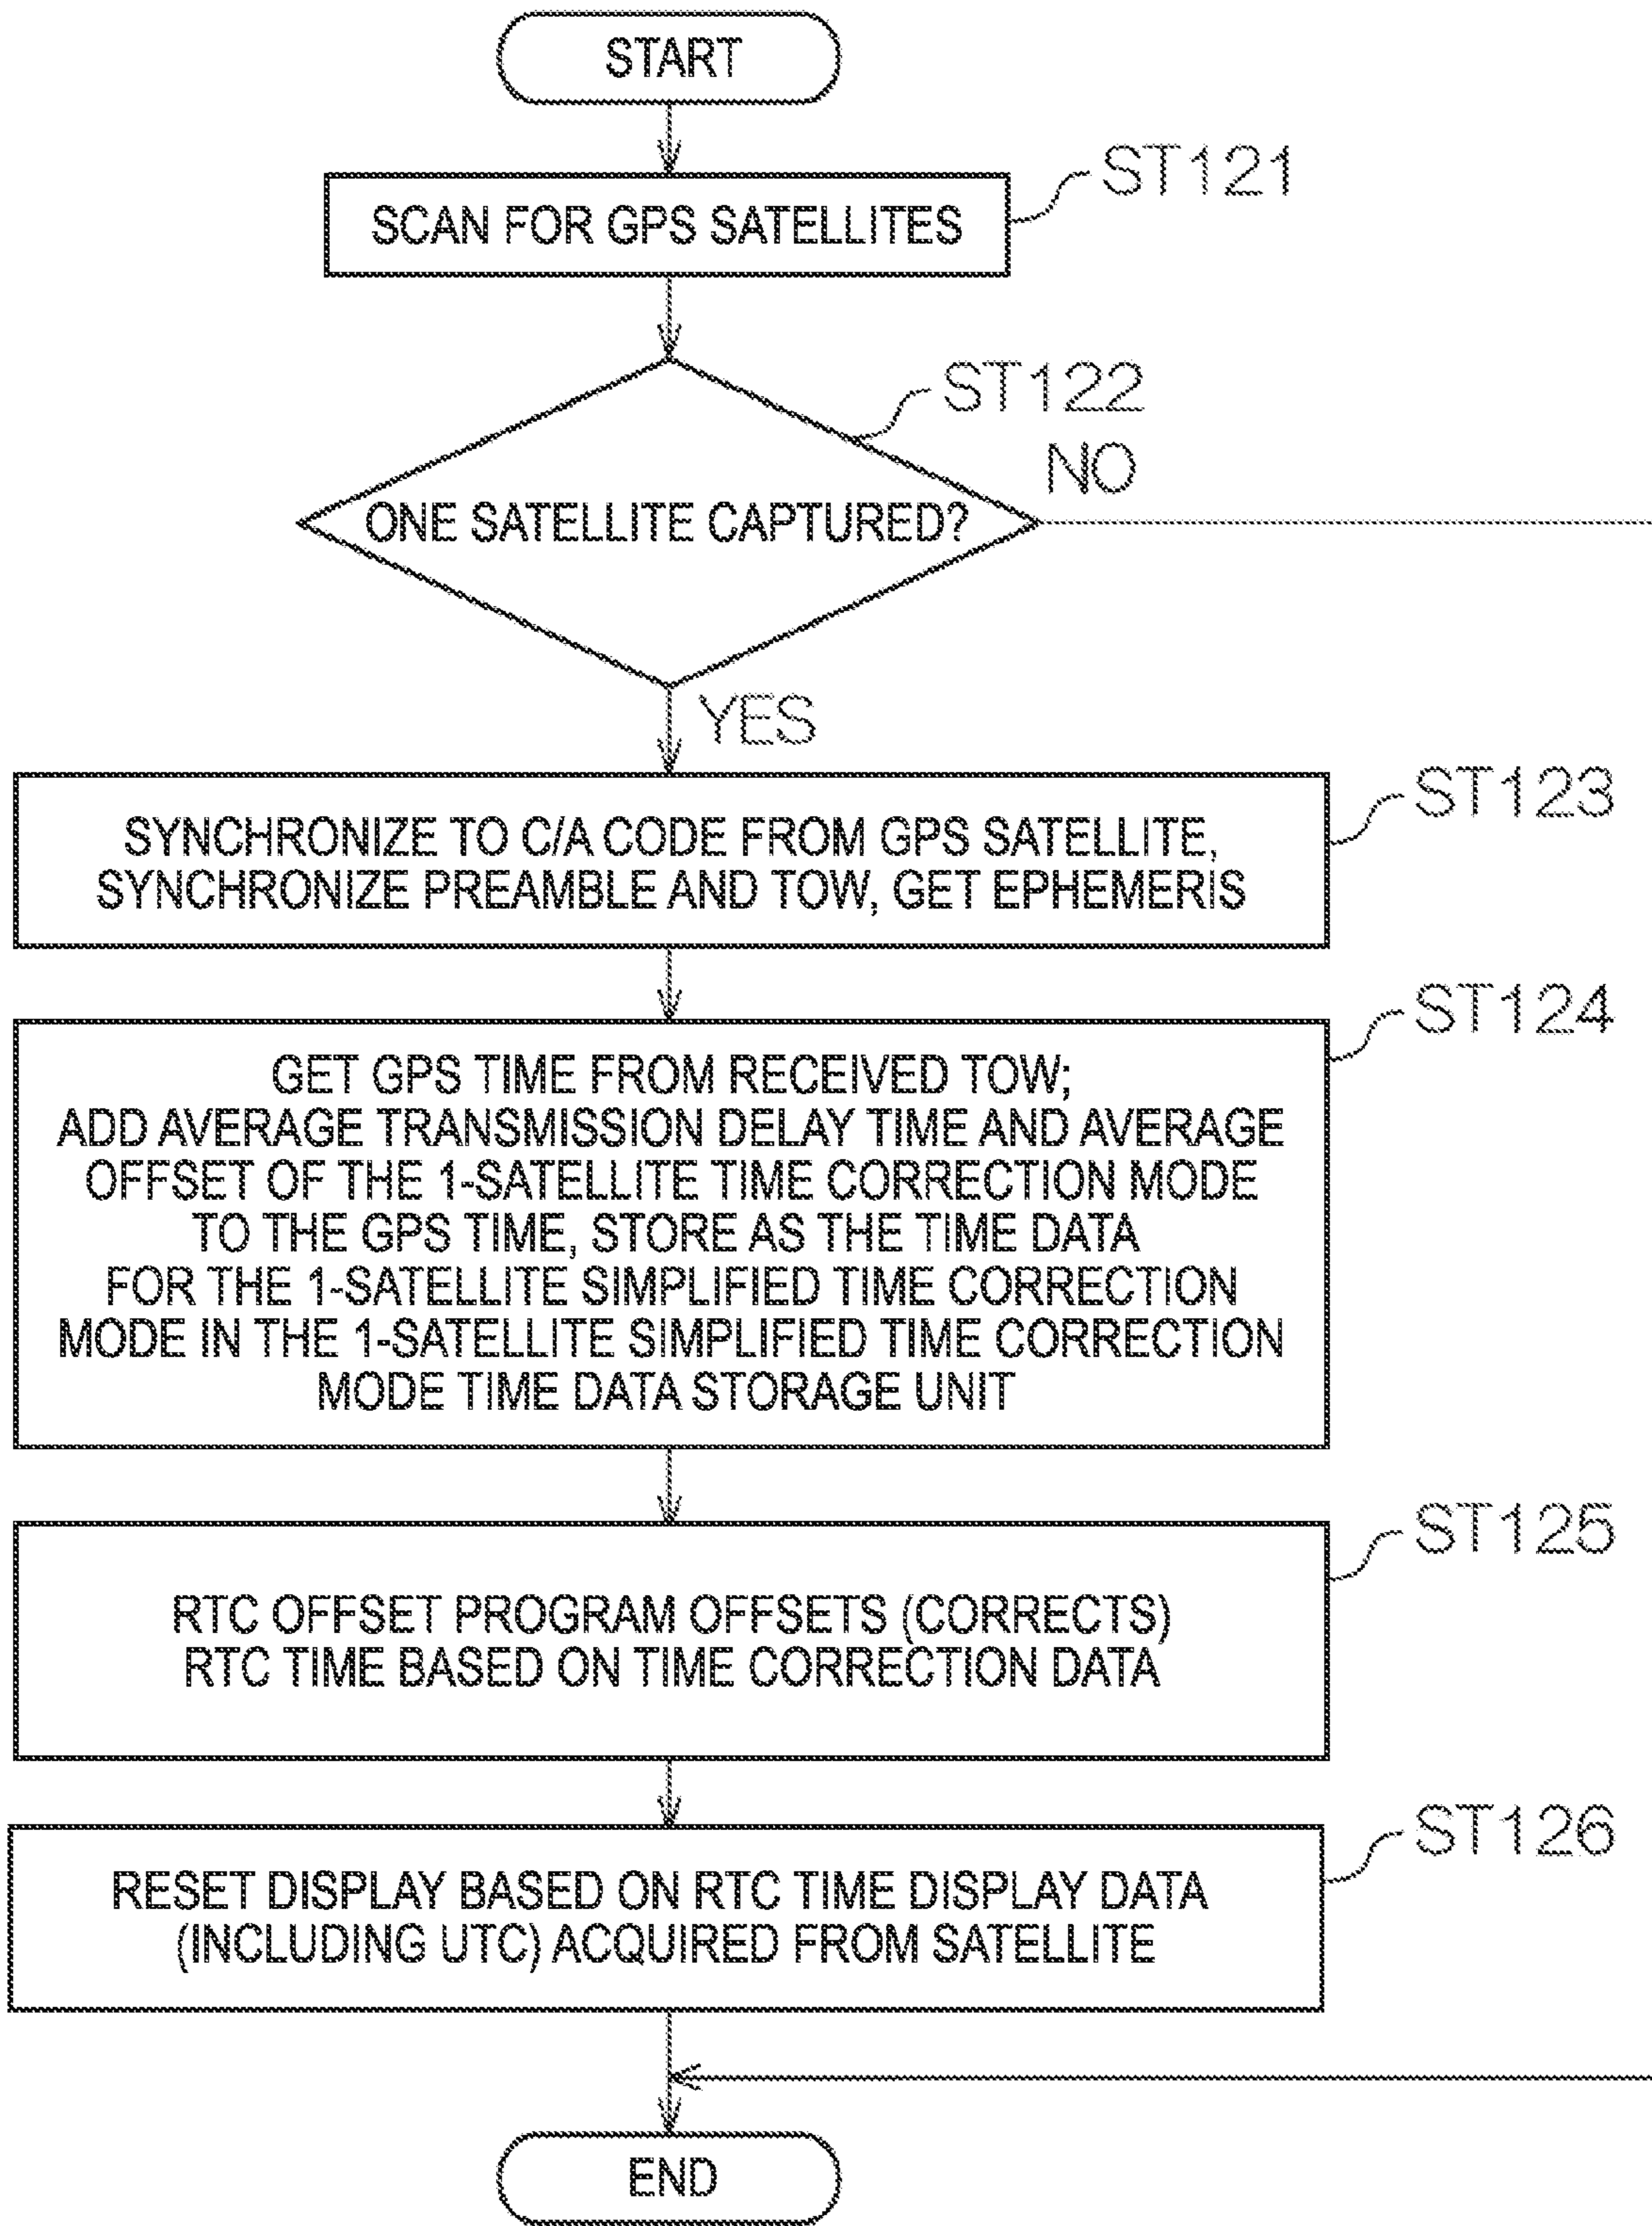 START
ST121
SCAN FOR GPS SATELLITES
ST122
NO
ONE SATELLITE CAPTURED?
YES
ST123
SYNCHRONIZE TO C/A CODE FROM GPS SATELLITE,
SYNCHRONIZE PREAMBLE AND TOW, GET EPHEMERIS
ST124
GET GPS TIME FROM RECEIVED TOW;
ADD AVERAGE TRANSMISSION DELAY TIME AND AVERAGE
OFFSET OF THE 1-SATELLITE TIME CORRECTION MODE
TO THE GPS TIME, STORE AS THE TIME DATA
FOR THE 1-SATELLITE SIMPLIFIED TIME CORRECTION
MODE IN THE 1-SATELLITE SIMPLIFIED TIME CORRECTION
MODE TIME DATA STORAGE UNIT
ST125
RTC OFFSET PROGRAM OFFSETS (CORRECTS)
RTC TIME BASED ON TIME CORRECTION DATA
ST126
RESET DISPLAY BASED ON RTC TIME DISPLAY DATA
(INCLUDING UTC) ACQUIRED FROM SATELLITE
END